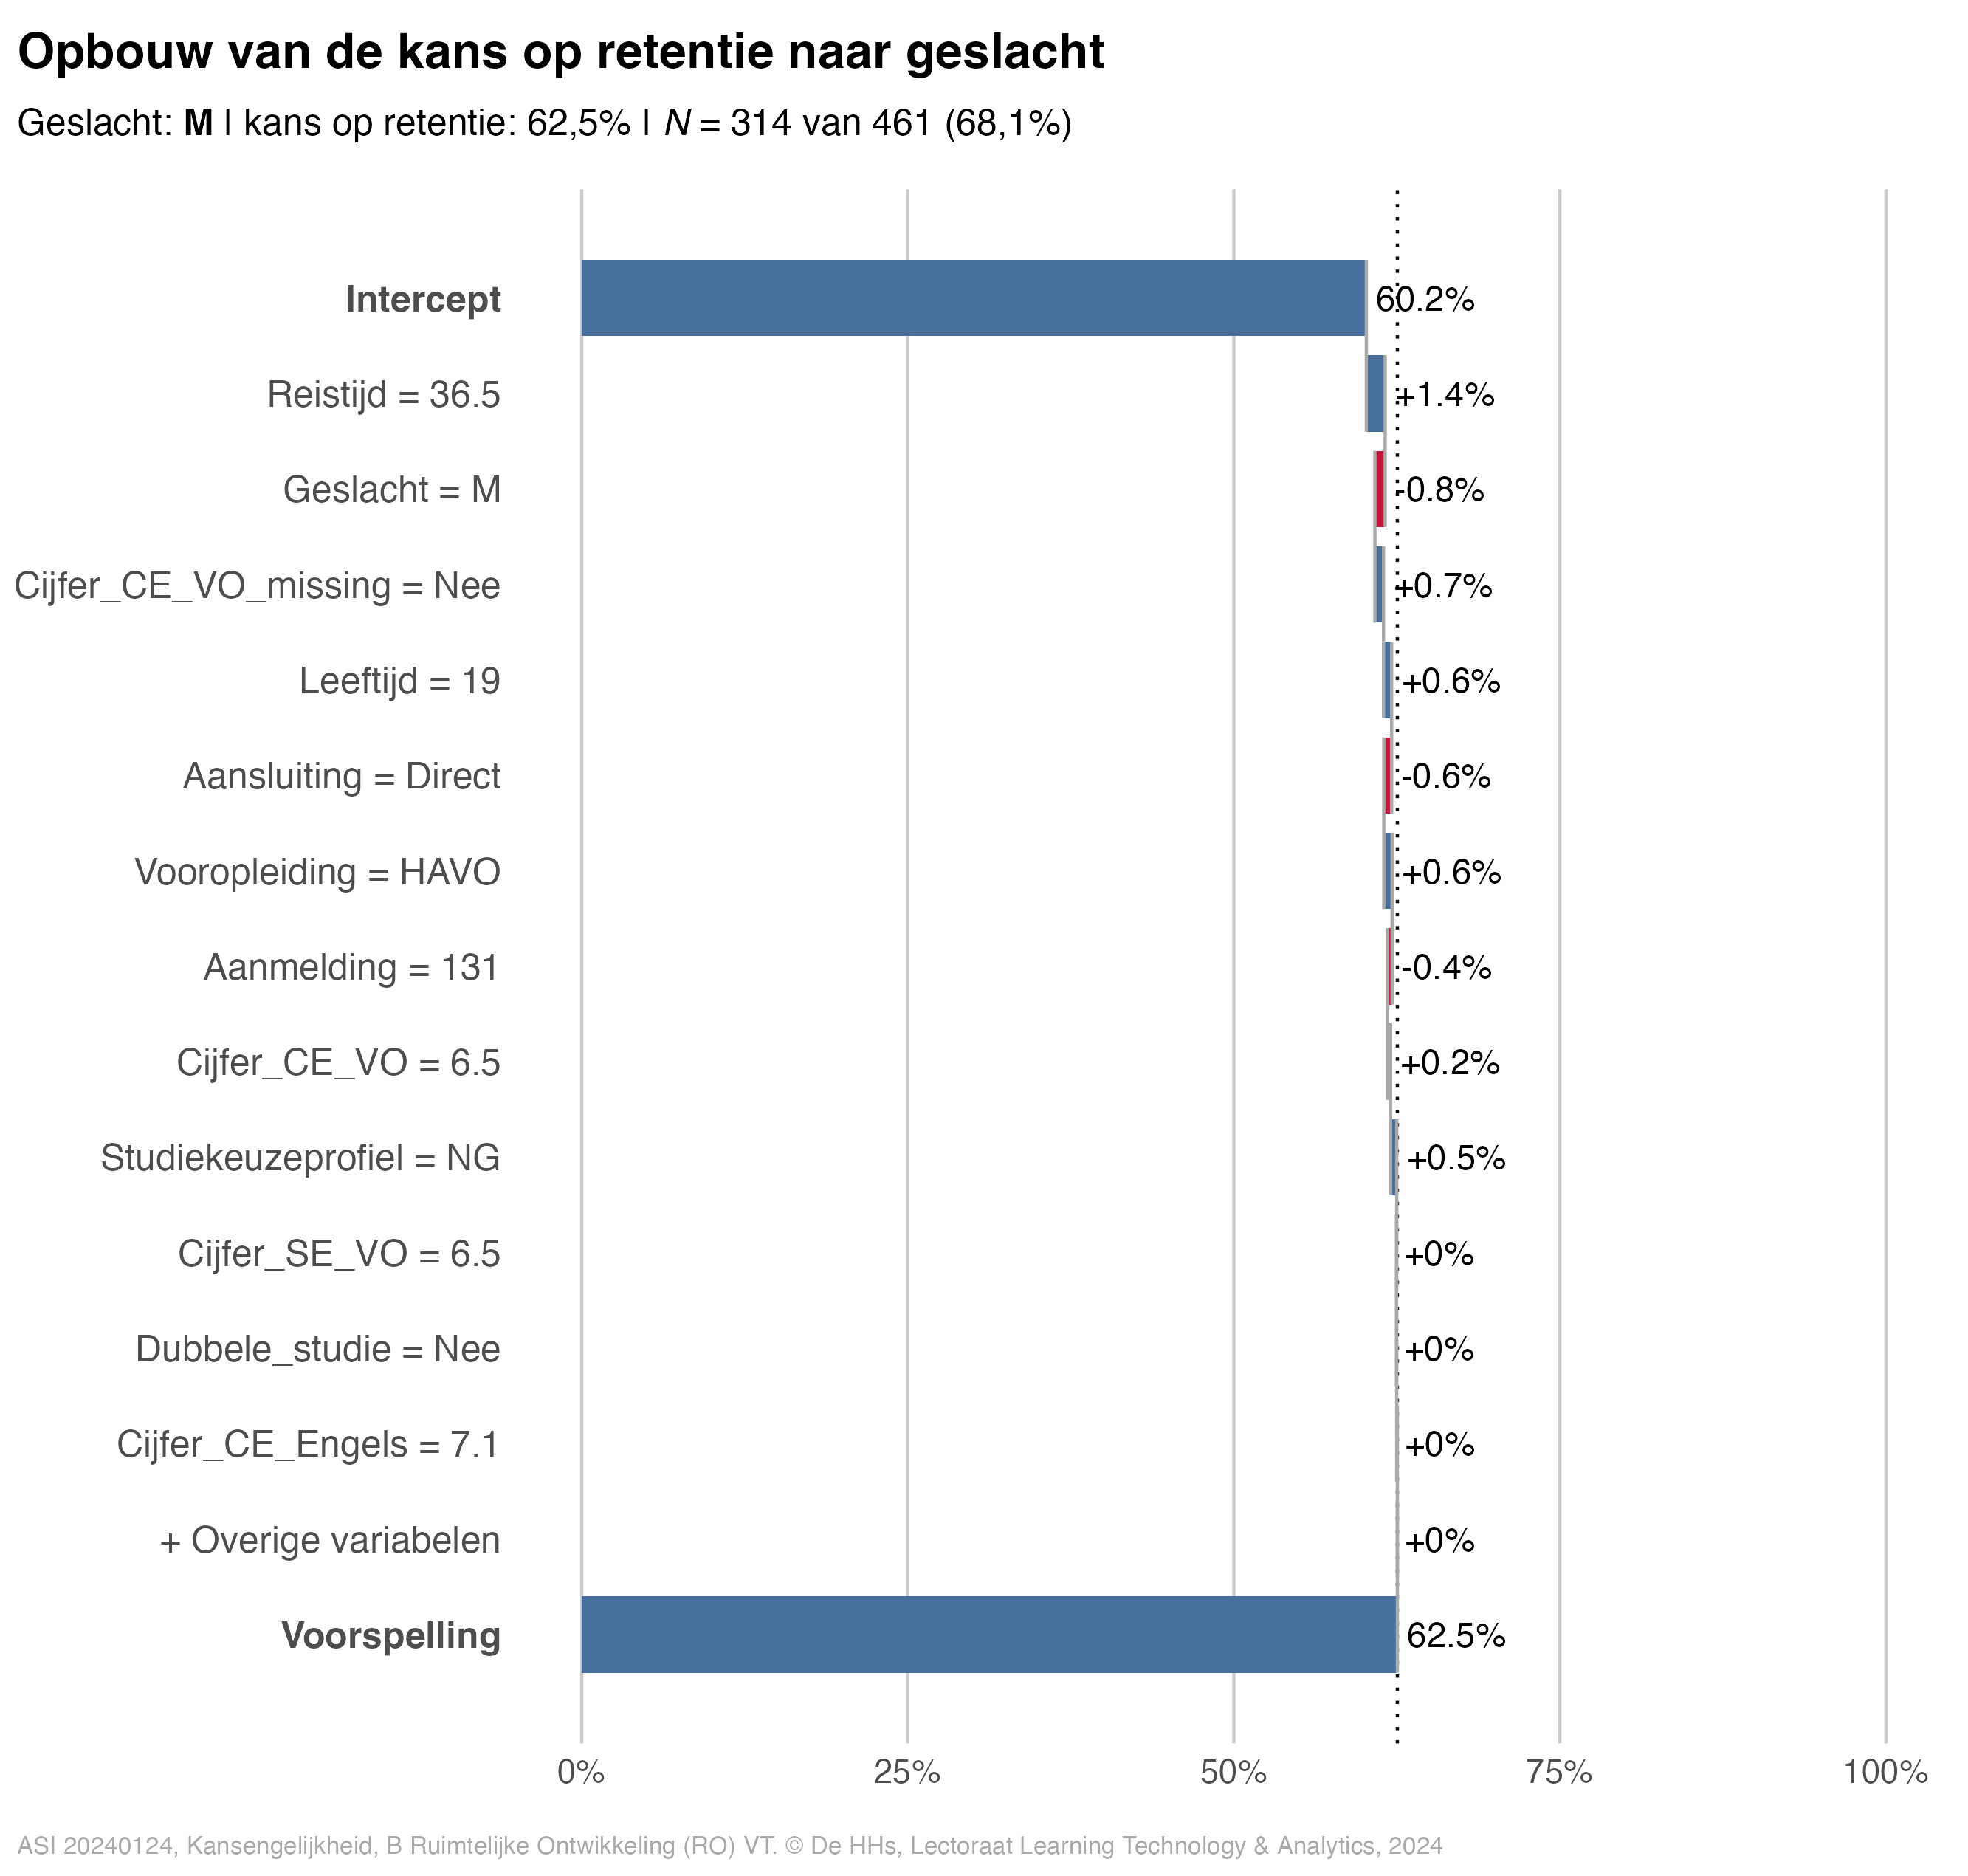 Opbouw van de kans op retentie naar geslacht
Geslacht: M | kans op retentie: 62,5% | N = 314 van 461 (68,1%)
Intercept 60.2%
Reistijd = 36.5 +1.4%
Geslacht = M -0.8%
Cijfer_CE_VO_missing = Nee +0.7%
Leeftijd = 19 +0.6%
Aansluiting = Direct -0.6%
Vooropleiding = HAVO +0.6%
Aanmelding = 131 -0.4%
Cijfer_CE_VO = 6.5 +0.2%
Studiekeuzeprofiel = NG +0.5%
Cijfer_SE_VO = 6.5 +0%
Dubbele_studie = Nee +0%
Cijfer_CE_Engels = 7.1 +0%
+ Overige variabelen +0%
Voorspelling 62.5%
0% 25% 50% 75% 100%
ASI 20240124, Kansengelijkheid, B Ruimtelijke Ontwikkeling (RO) VT. © De HHs, Lectoraat Learning Technology & Analytics, 2024